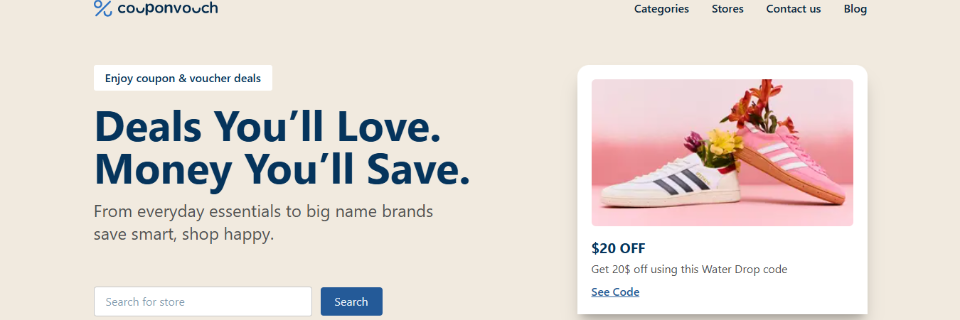 couponvouch
Categories Stores Contact us Blog
Enjoy coupon & voucher deals
Deals You’ll Love.
Money You’ll Save.
From everyday essentials to big name brands
save smart, shop happy.
Search for store Search
$20 OFF
Get 20$ off using this Water Drop code
See Code